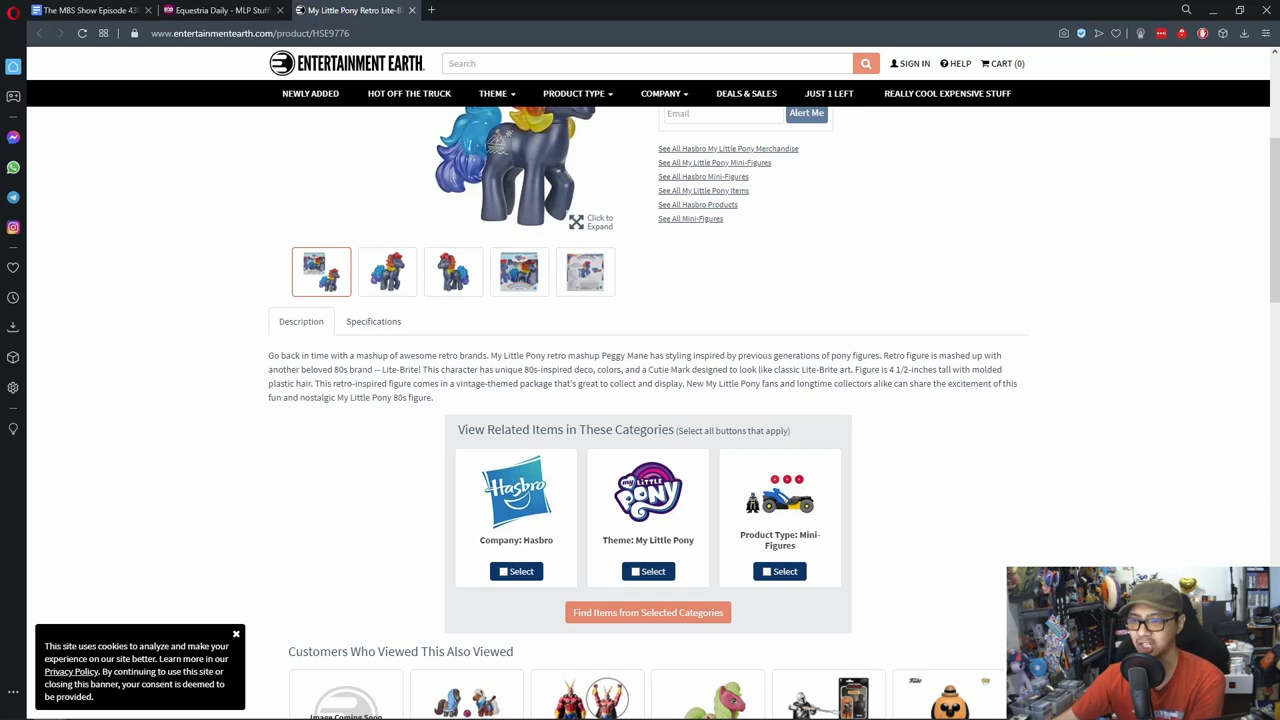 The MBS Show Episode 43
Equestria Daily - MLP Stuff
My Little Pony Retro Lite-B
www.entertainmentearth.com/product/HSE9776
ENTERTAINMENT EARTH
Search
SIGN IN
HELP
CART (0)
NEWLY ADDED
HOT OFF THE TRUCK
THEME
PRODUCT TYPE
COMPANY
DEALS & SALES
JUST 1 LEFT
REALLY COOL EXPENSIVE STUFF
Email
Alert Me
See All Hasbro My Little Pony Merchandise
See All My Little Pony Mini-Figures
See All Hasbro Mini-Figures
See All My Little Pony Items
See All Hasbro Products
See All Mini-Figures
Click to
Expand
Description
Specifications
Go back in time with a mashup of awesome retro brands. My Little Pony retro mashup Peggy Mane has styling inspired by previous generations of pony figures. Retro figure is mashed up with
another beloved 80s brand -- Lite-Brite! This character has unique 80s-inspired deco, colors, and a Cutie Mark designed to look like classic Lite-Brite art. Figure is 4 1/2-inches tall with molded
plastic hair. This retro-inspired figure comes in a vintage-themed package that's great to collect and display. New My Little Pony fans and longtime collectors alike can share the excitement of this
fun and nostalgic My Little Pony 80s figure.
View Related Items in These Categories (Select all buttons that apply)
Hasbro
my LITTLE PONY
Company: Hasbro
Theme: My Little Pony
Product Type: Mini-
Figures
Select
Select
Select
Find Items from Selected Categories
Customers Who Viewed This Also Viewed
Image Coming Soon
This site uses cookies to analyze and make your
experience on our site better. Learn more in our
Privacy Policy. By continuing to use this site or
closing this banner, your consent is deemed to
be provided.